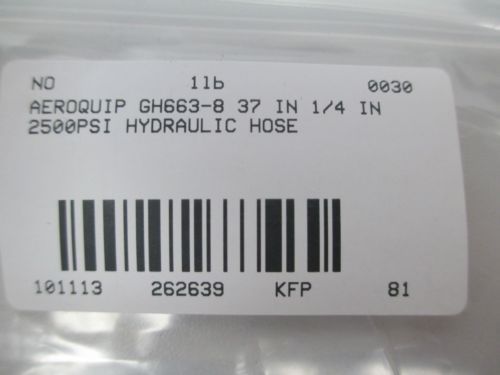 NO 1lb 0030
AEROQUIP GH663-8 37 IN 1/4 IN
2500PSI HYDRAULIC HOSE
101113 262639 KFP 81